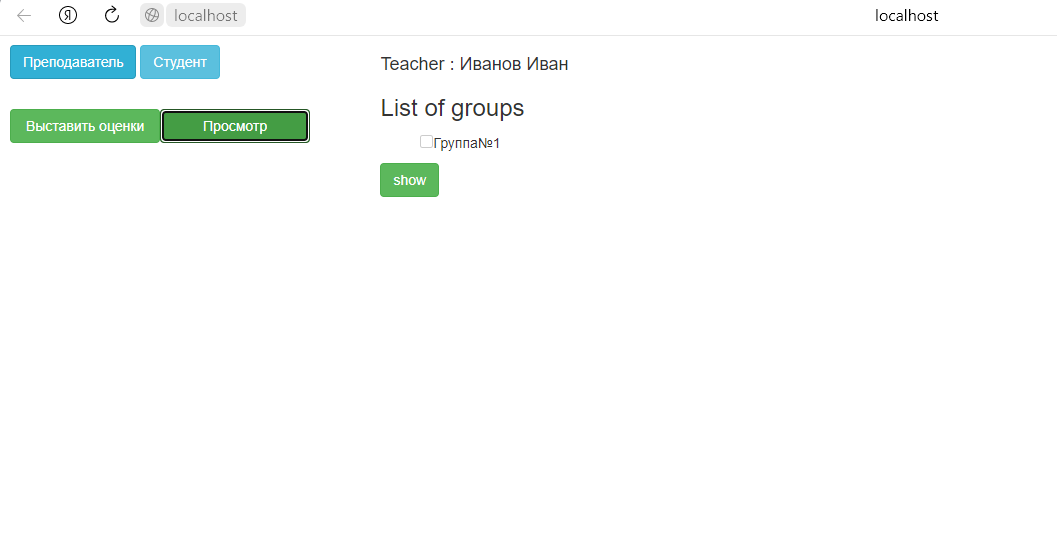 Я localhost localhost
Преподаватель Студент
Teacher : Иванов Иван
List of groups
Выставить оценки Просмотр
Группа№1
show